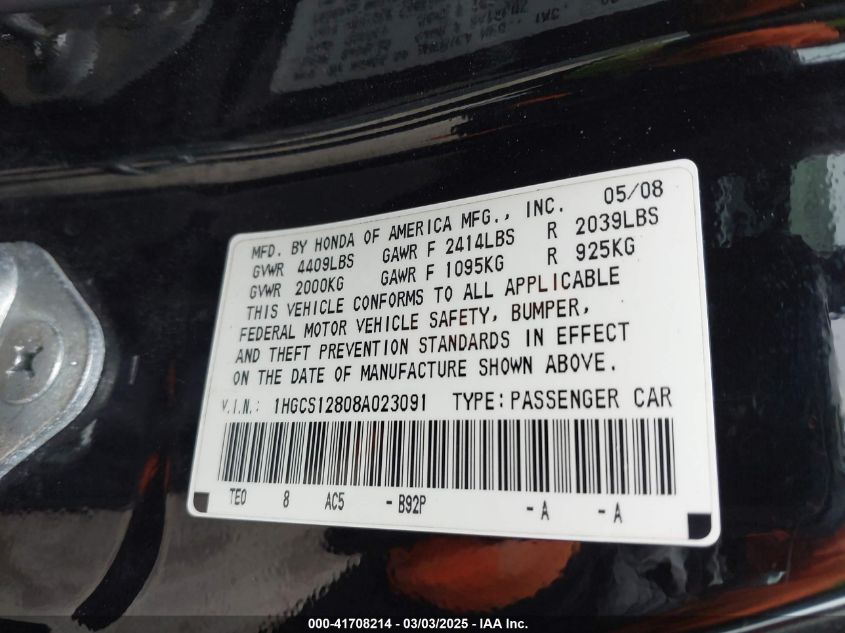 05/08
MFD. BY HONDA OF AMERICA MFG., INC.
GVWR 4409LBS GAWR F 2414LBS R 2039LBS
GVWR 2000KG GAWR F 1095KG R 925KG
THIS VEHICLE CONFORMS TO ALL APPLICABLE
FEDERAL MOTOR VEHICLE SAFETY, BUMPER,
AND THEFT PREVENTION STANDARDS IN EFFECT
ON THE DATE OF MANUFACTURE SHOWN ABOVE.
V.I.N.: 1HGCS12808A023091 TYPE:PASSENGER CAR
TE0 8 AC5 -B92P -A -A
000-41708214 - 03/03/2025 - IAA Inc.